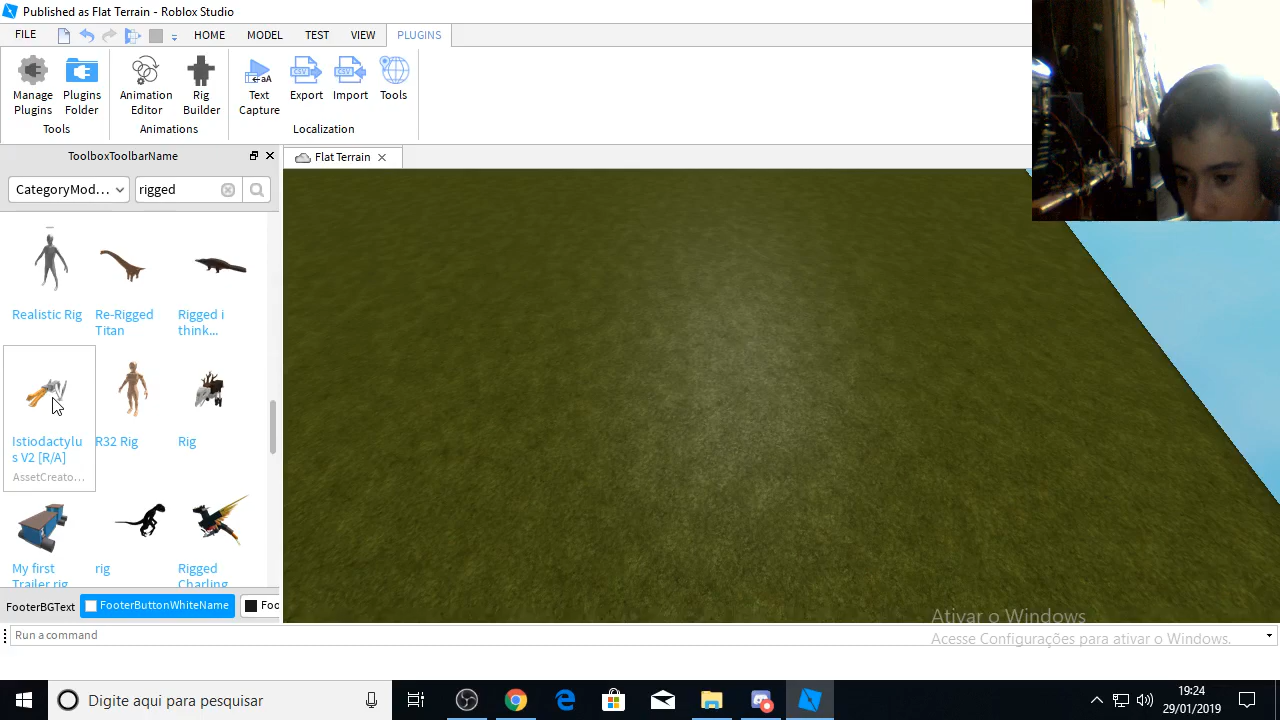 Published as Flat Terrain - Roblox Studio
FILE
HOME
MODEL
TEST
VIEW
PLUGINS
Manage Plugins
Plugins Folder
Animation Editor
Rig Builder
Text Capture
Export
Import
Tools
Tools
Animations
Localization
ToolboxToolbarName
Flat Terrain
CategoryMod...
rigged
Realistic Rig
Re-Rigged
Titan
Rigged i
think...
Istiodactylu
s V2 [R/A]
AssetCreato...
R32 Rig
Rig
My first
Trailer rig
rig
Rigged
Charling
FooterBGText
FooterButtonWhiteName
Foo
Run a command
Ativar o Windows
Acesse Configurações para ativar o Windows.
Digite aqui para pesquisar
19:24
29/01/2019